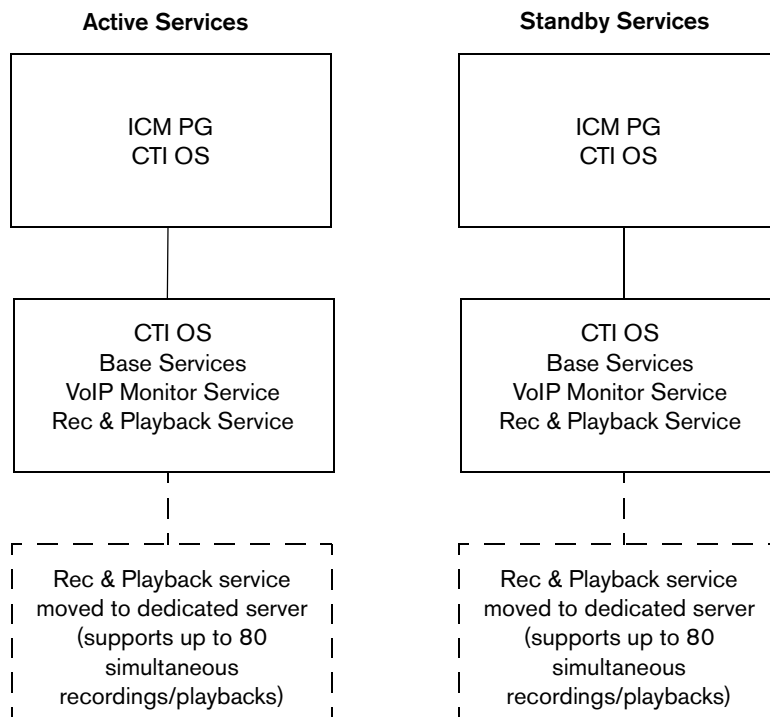 Active Services
ICM PG
CTI OS
CTI OS
Base Services
VoIP Monitor Service
Rec & Playback Service
Rec & Playback service
moved to dedicated server
(supports up to 80
simultaneous
recordings/playbacks)
Standby Services
ICM PG
CTI OS
CTI OS
Base Services
VoIP Monitor Service
Rec & Playback Service
Rec & Playback service
moved to dedicated server
(supports up to 80
simultaneous
recordings/playbacks)